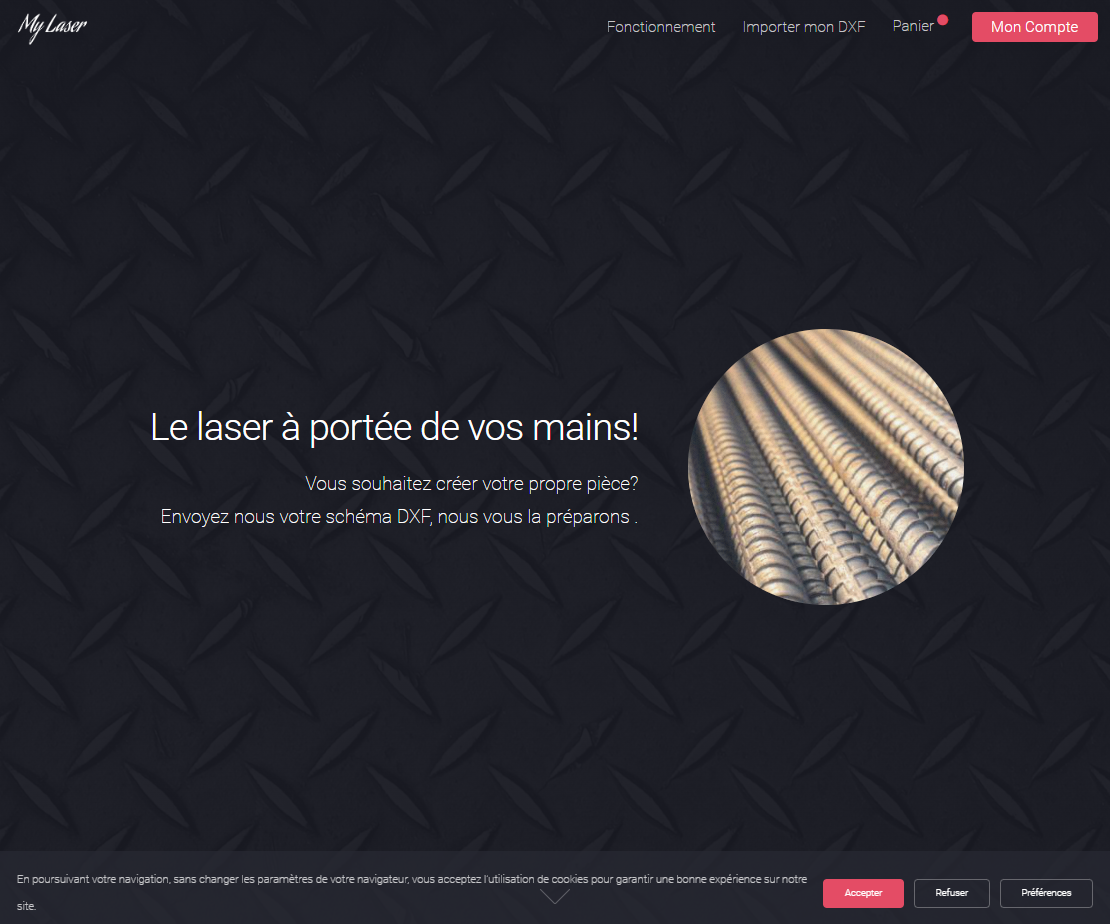 My Laser
Fonctionnement
Importer mon DXF
Panier
Mon Compte
Le laser à portée de vos mains!
Vous souhaitez créer votre propre pièce?
Envoyez nous votre schéma DXF, nous vous la préparons .
En poursuivant votre navigation, sans changer les paramètres de votre navigateur, vous acceptez l'utilisation de cookies pour garantir une bonne expérience sur notre
site.
Accepter
Refuser
Préférences